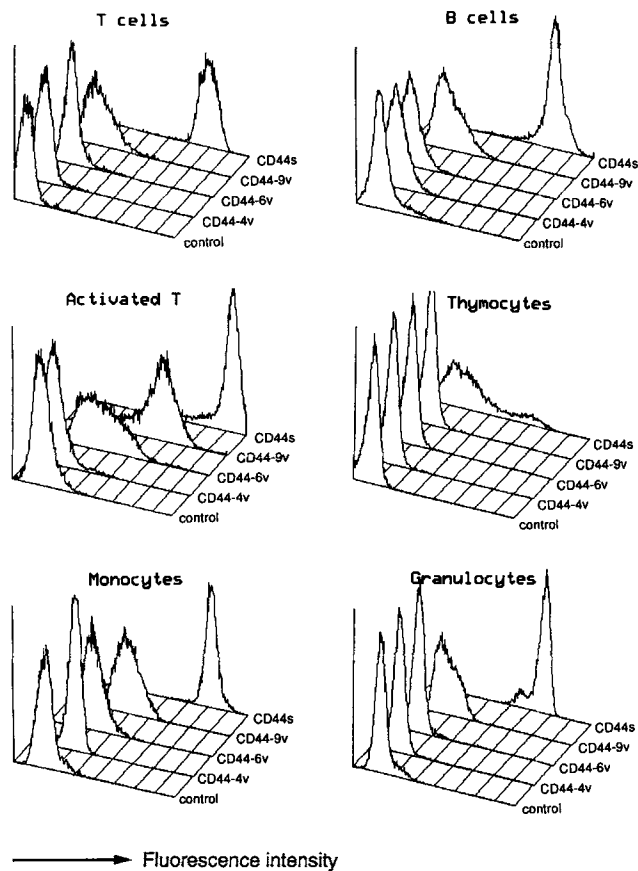 T cells
CD44s
CD44-9v
CD44-6v
CD44-4v
control
B cells
CD44s
CD44-9v
CD44-6v
CD44-4v
control
Activated T
CD44s
CD44-9v
CD44-6v
CD44-4v
control
Thymocytes
CD44s
CD44-9v
CD44-6v
CD44-4v
control
Monocytes
CD44s
CD44-9v
CD44-6v
CD44-4v
control
Granulocytes
CD44s
CD44-9v
CD44-6v
CD44-4v
control
Fluorescence intensity